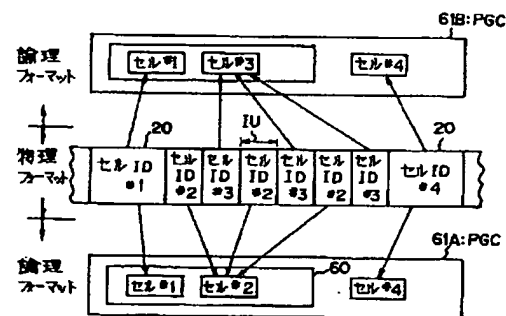 61B:PGC
論理
フォーマット
セル#1
セル#3
セル#4
20
IU
20
物理
フォーマット
セル ID #1
セル ID #2
セル ID #3
セル ID #2
セル ID #3
セル ID #2
セル ID #3
セル ID #4
61A:PGC
論理
フォーマット
60
セル#1
セル#2
セル#4